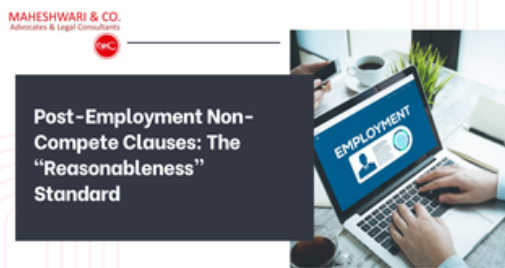 MAHESHWARI & CO.
Advocates & Legal Consultants
Post-Employment Non-
Compete Clauses: The
“Reasonableness”
Standard
EMPLOYMENT